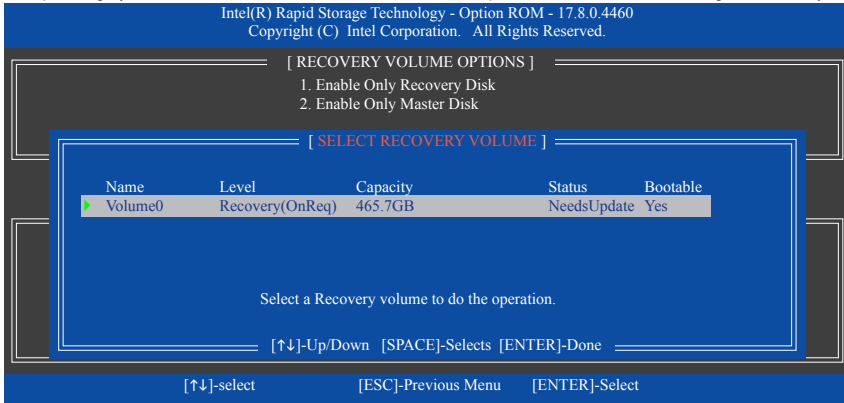 Intel(R) Rapid Storage Technology - Option ROM - 17.8.0.4460
Copyright (C) Intel Corporation. All Rights Reserved.
[ RECOVERY VOLUME OPTIONS ]
1. Enable Only Recovery Disk
2. Enable Only Master Disk
[ SELECT RECOVERY VOLUME ]
Name Level Capacity Status Bootable
Volume0 Recovery(OnReq) 465.7GB NeedsUpdate Yes
Select a Recovery volume to do the operation.
[↑↓]-Up/Down [SPACE]-Selects [ENTER]-Done
[↑↓]-select [ESC]-Previous Menu [ENTER]-Select